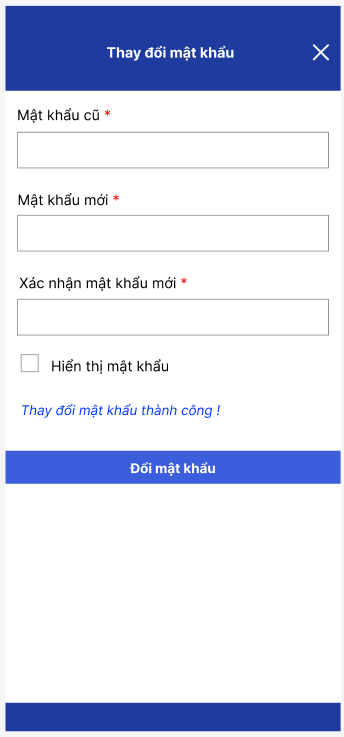 Thay đổi mật khẩu
Mật khẩu cũ *
Mật khẩu mới *
Xác nhận mật khẩu mới *
Hiển thị mật khẩu
Thay đổi mật khẩu thành công !
Đổi mật khẩu